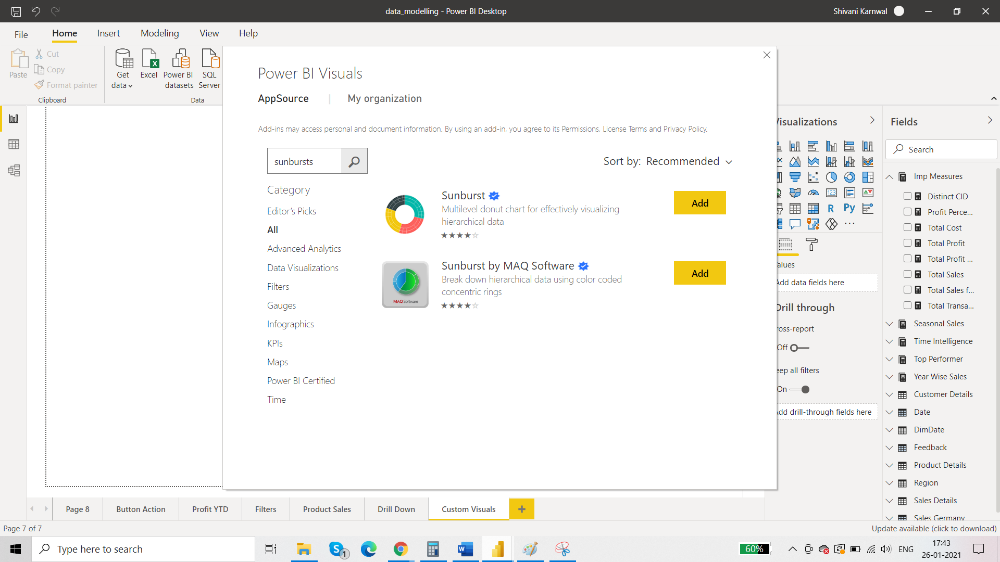 data_modelling - Power BI Desktop
Shivani Karnwal
File Home Insert Modeling View Help
Paste
Cut
Copy
Format painter
Clipboard
Get data
Excel
Power BI datasets
SQL Server
Data
Power BI Visuals
AppSource | My organization
Add-ins may access personal and document information. By using an add-in, you agree to its Permissions, License Terms and Privacy Policy.
sunbursts
Sort by: Recommended
Category
Editor's Picks
All
Advanced Analytics
Data Visualizations
Filters
Gauges
Infographics
KPIs
Maps
Power BI Certified
Time
Sunburst
Multilevel donut chart for effectively visualizing
hierarchical data
Add
Sunburst by MAQ Software
Break down hierarchical data using color coded
concentric rings
Add
MAQ Software
Visualizations
123
R Py
alues
Add data fields here
Drill through
ross-report
Off
eep all filters
On
Add drill-through fields here
Fields
Search
Imp Measures
Distinct CID
Profit Perce...
Total Cost
Total Profit
Total Profit ...
Total Sales
Total Sales f...
Total Transa...
Seasonal Sales
Time Intelligence
Top Performer
Year Wise Sales
Customer Details
Date
DimDate
Feedback
Product Details
Region
Sales Details
Sales Germany
Page 8 Button Action Profit YTD Filters Product Sales Drill Down Custom Visuals +
Page 7 of 7
Update available (click to download)
Type here to search
1
60%
ENG
17:43
26-01-2021